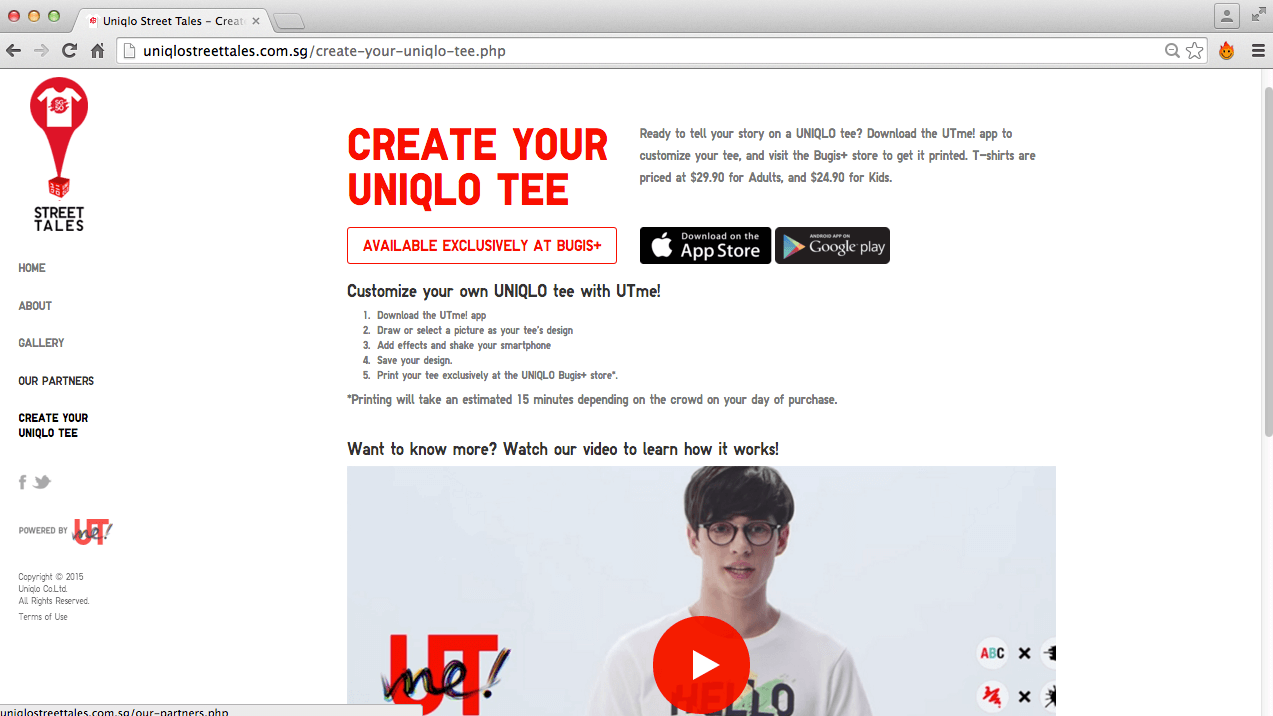 Uniqlo Street Tales – Creat
uniqlostreettales.com.sg/create-your-uniqlo-tee.php
STREET
TALES
HOME
ABOUT
GALLERY
OUR PARTNERS
CREATE YOUR
UNIQLO TEE
POWERED BY UT me!
Copyright © 2015
Uniqlo Co.Ltd.
All Rights Reserved.
Terms of Use
CREATE YOUR
UNIQLO TEE
AVAILABLE EXCLUSIVELY AT BUGIS+
Ready to tell your story on a UNIQLO tee? Download the UTme! app to
customize your tee, and visit the Bugis+ store to get it printed. T-shirts are
priced at $29.90 for Adults, and $24.90 for Kids.
Download on the
App Store
ANDROID APP ON
Google play
Customize your own UNIQLO tee with UTme!
1. Download the UTme! app
2. Draw or select a picture as your tee's design
3. Add effects and shake your smartphone
4. Save your design.
5. Print your tee exclusively at the UNIQLO Bugis+ store*.
*Printing will take an estimated 15 minutes depending on the crowd on your day of purchase.
Want to know more? Watch our video to learn how it works!
UT
me!
HELLO
ABC
uniqlostreettales.com.sg/our-partners.php